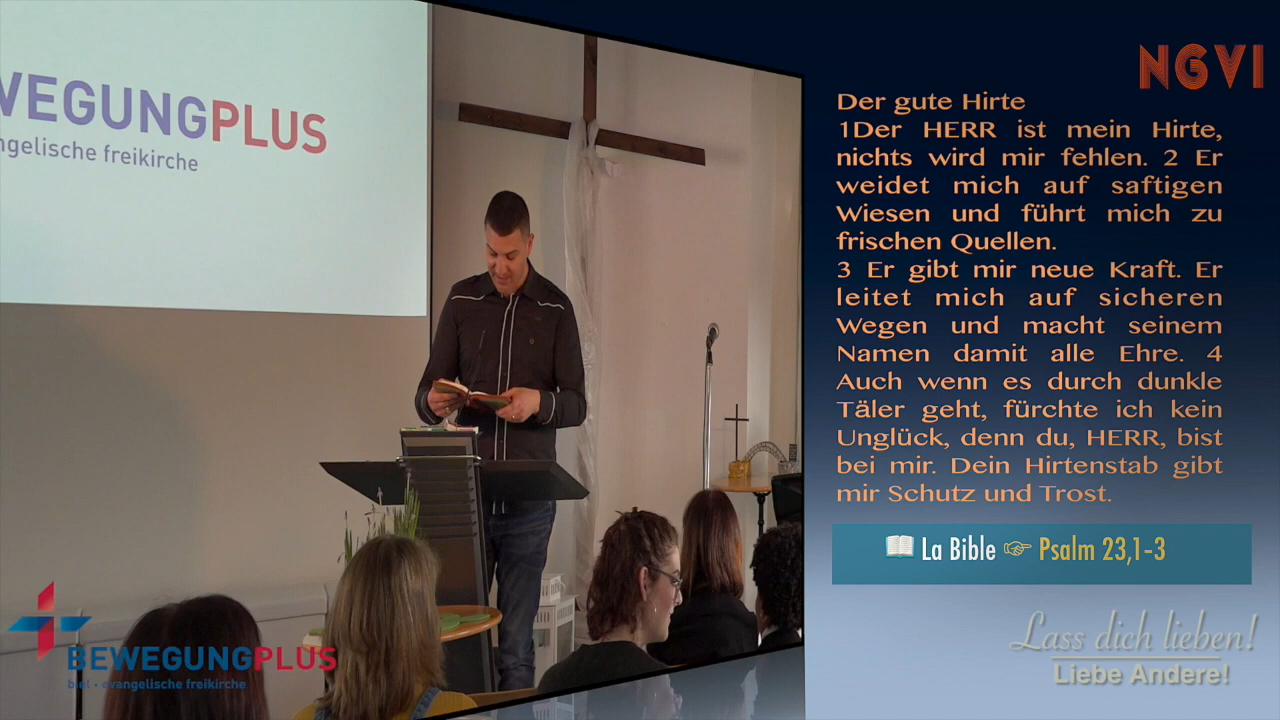 WEGUNGPLUS
ngelische freikirche
NGVI
Der gute Hirte
1Der HERR ist mein Hirte,
nichts wird mir fehlen. 2 Er
weidet mich auf saftigen
Wiesen und führt mich zu
frischen Quellen.
3 Er gibt mir neue Kraft. Er
leitet mich auf sicheren
Wegen und macht seinem
Namen damit alle Ehre. 4
Auch wenn es durch dunkle
Täler geht, fürchte ich kein
Unglück, denn du, HERR, bist
bei mir. Dein Hirtenstab gibt
mir Schutz und Trost.
📖 La Bible 👉 Psalm 23,1-3
Lass dich lieben!
Liebe Andere!
BEWEGUNGPLUS
biel • evangelische freikirche